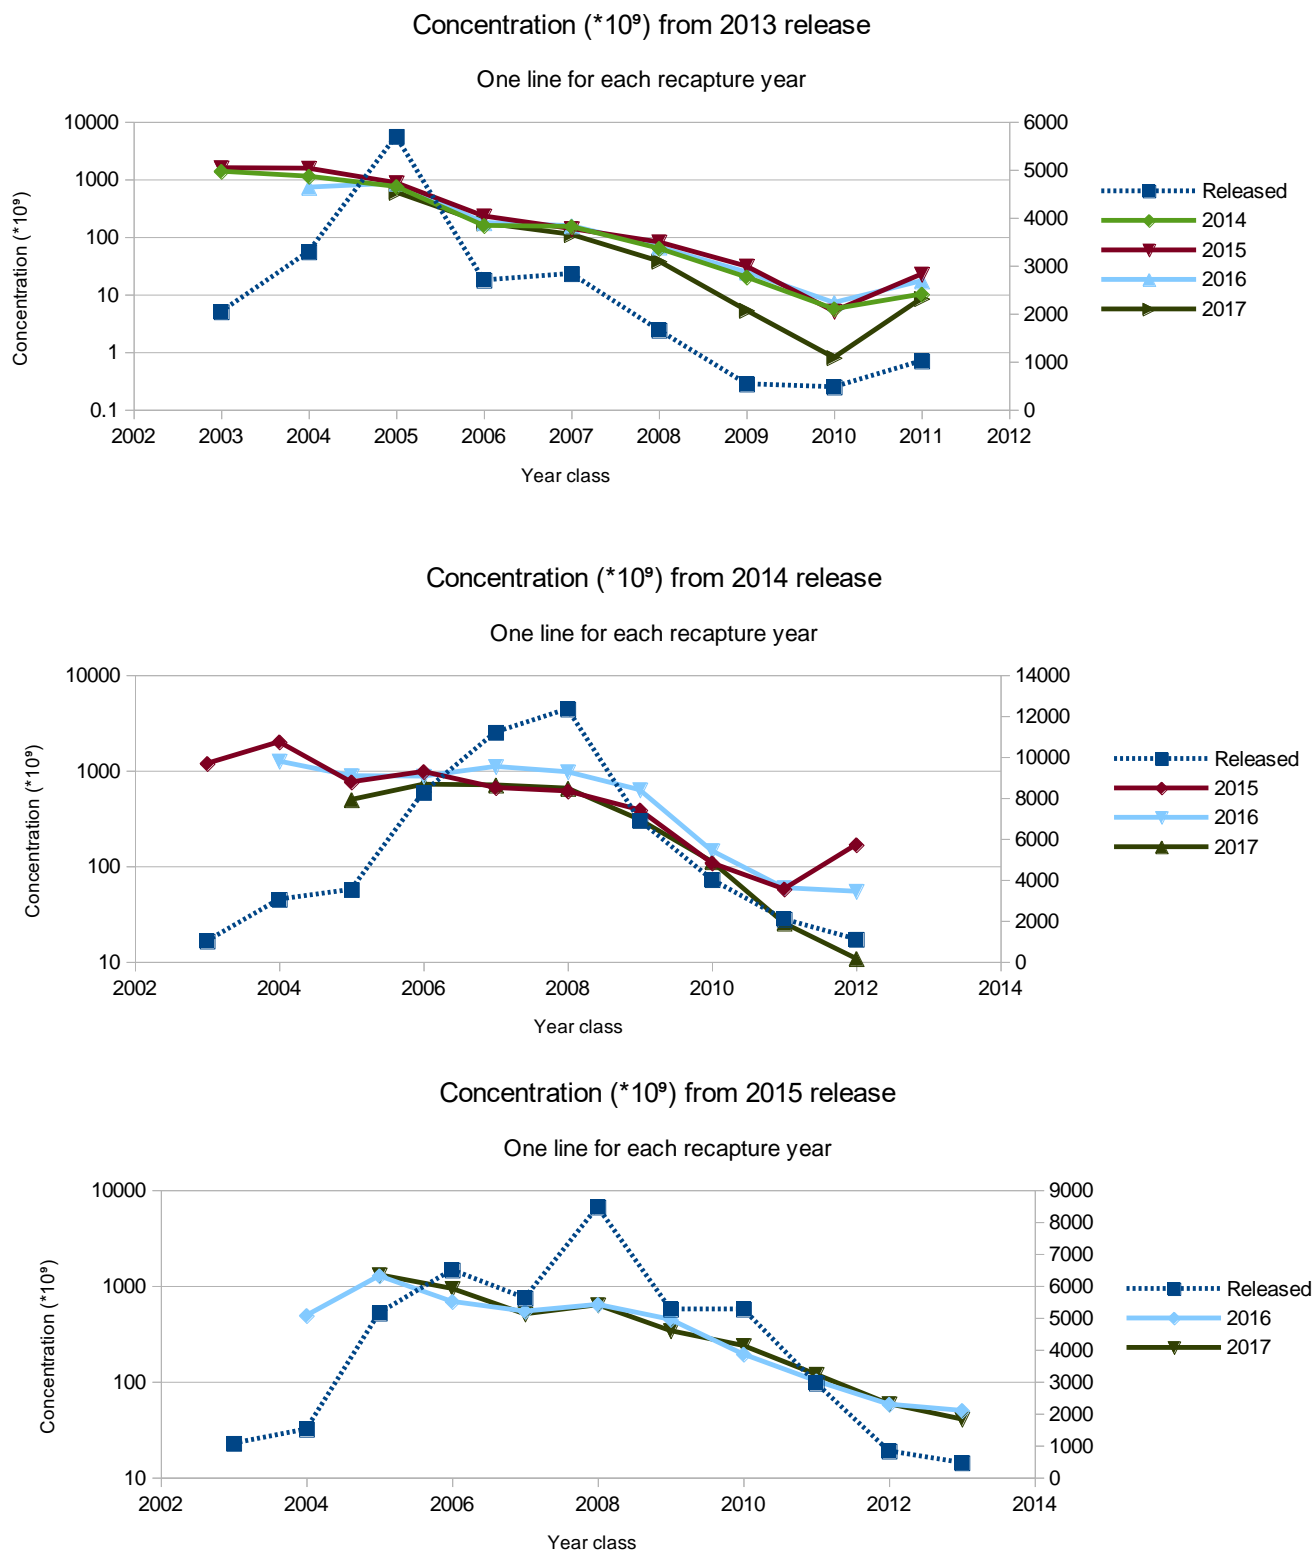 Concentration (*10⁹) from 2013 release
One line for each recapture year
10000
1000
100
10
1
0.1
Concentration (*10⁹)
6000
5000
4000
3000
2000
1000
0
2002 2003 2004 2005 2006 2007 2008 2009 2010 2011 2012
Year class
Released
2014
2015
2016
2017
Concentration (*10⁹) from 2014 release
One line for each recapture year
10000
1000
100
10
Concentration (*10⁹)
14000
12000
10000
8000
6000
4000
2000
0
2002 2004 2006 2008 2010 2012 2014
Year class
Released
2015
2016
2017
Concentration (*10⁹) from 2015 release
One line for each recapture year
10000
1000
100
10
Concentration (*10⁹)
9000
8000
7000
6000
5000
4000
3000
2000
1000
0
2002 2004 2006 2008 2010 2012 2014
Year class
Released
2016
2017